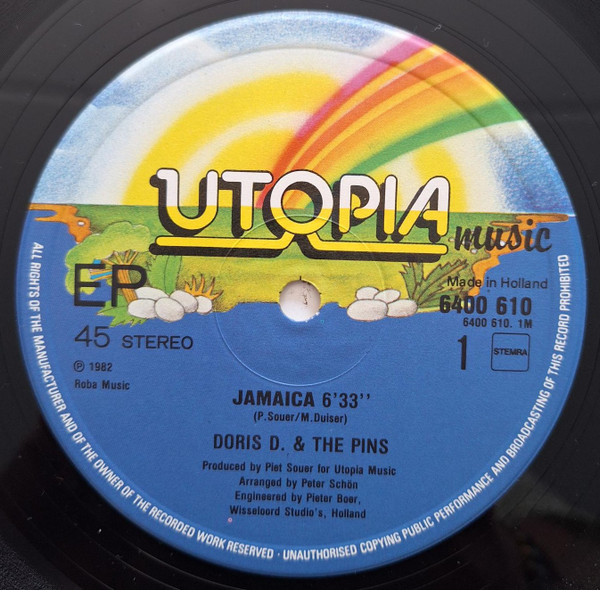 UTOPIA
music
Made in Holland
EP
6400 610
6400 610. 1M
45 STEREO
1
STEMRA
℗ 1982
Roba Music
JAMAICA 6'33''
(P.Souer/M.Duiser)
DORIS D. & THE PINS
Produced by Piet Souer for Utopia Music
Arranged by Peter Schön
Engineered by Pieter Boer,
Wisseloord Studio's, Holland
ALL RIGHTS OF THE MANUFACTURER AND OF THE OWNER OF THE RECORDED WORK RESERVED · UNAUTHORISED COPYING PUBLIC PERFORMANCE AND BROADCASTING OF THIS RECORD PROHIBITED